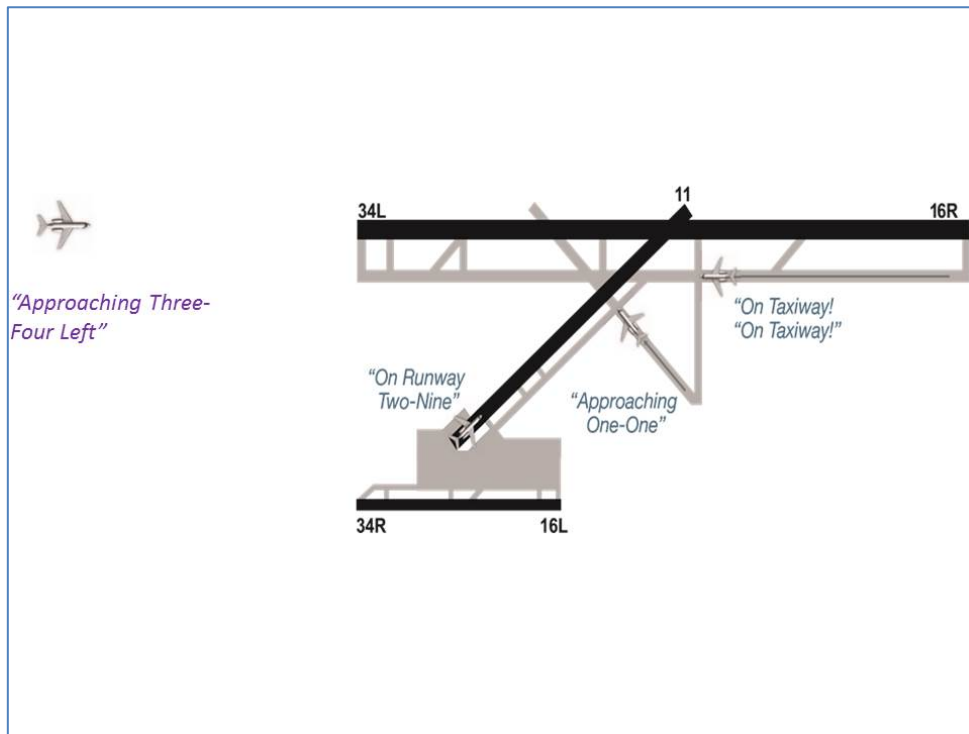 11
34L
16R
“Approaching Three-
Four Left”
“On Taxiway!
“On Taxiway!”
“On Runway
Two-Nine”
“Approaching
One-One”
34R
16L